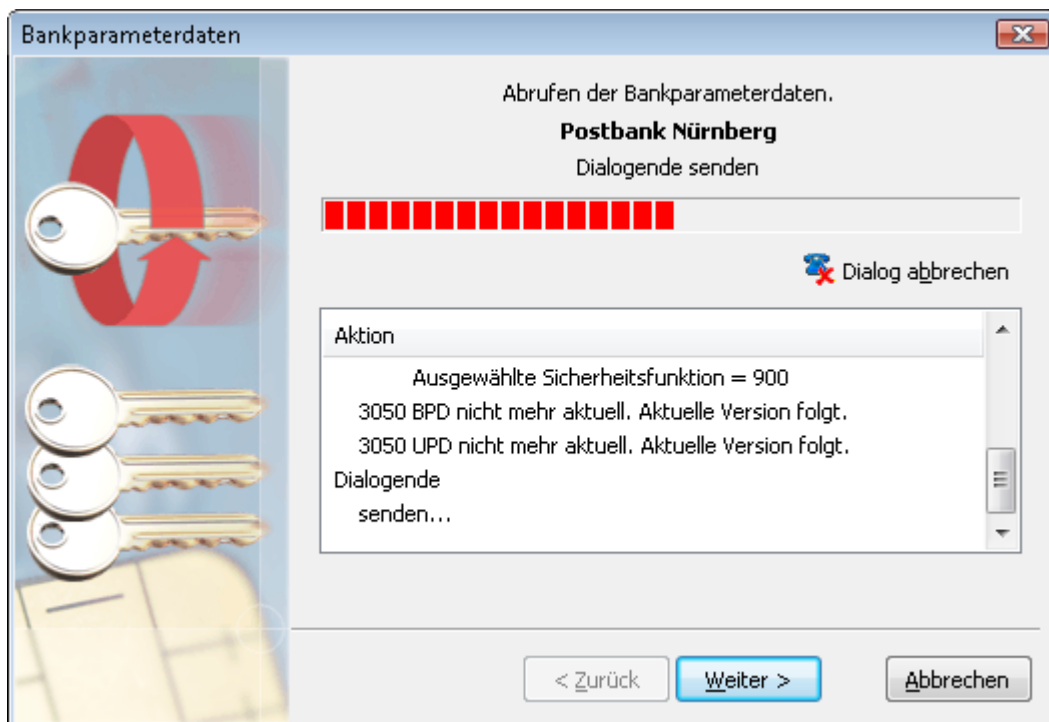 Bankparameterdaten
Abrufen der Bankparameterdaten.
Postbank Nürnberg
Dialogende senden
Dialog abbrechen
Aktion
Ausgewählte Sicherheitsfunktion = 900
3050 BPD nicht mehr aktuell. Aktuelle Version folgt.
3050 UPD nicht mehr aktuell. Aktuelle Version folgt.
Dialogende
senden...
< Zurück
Weiter >
Abbrechen